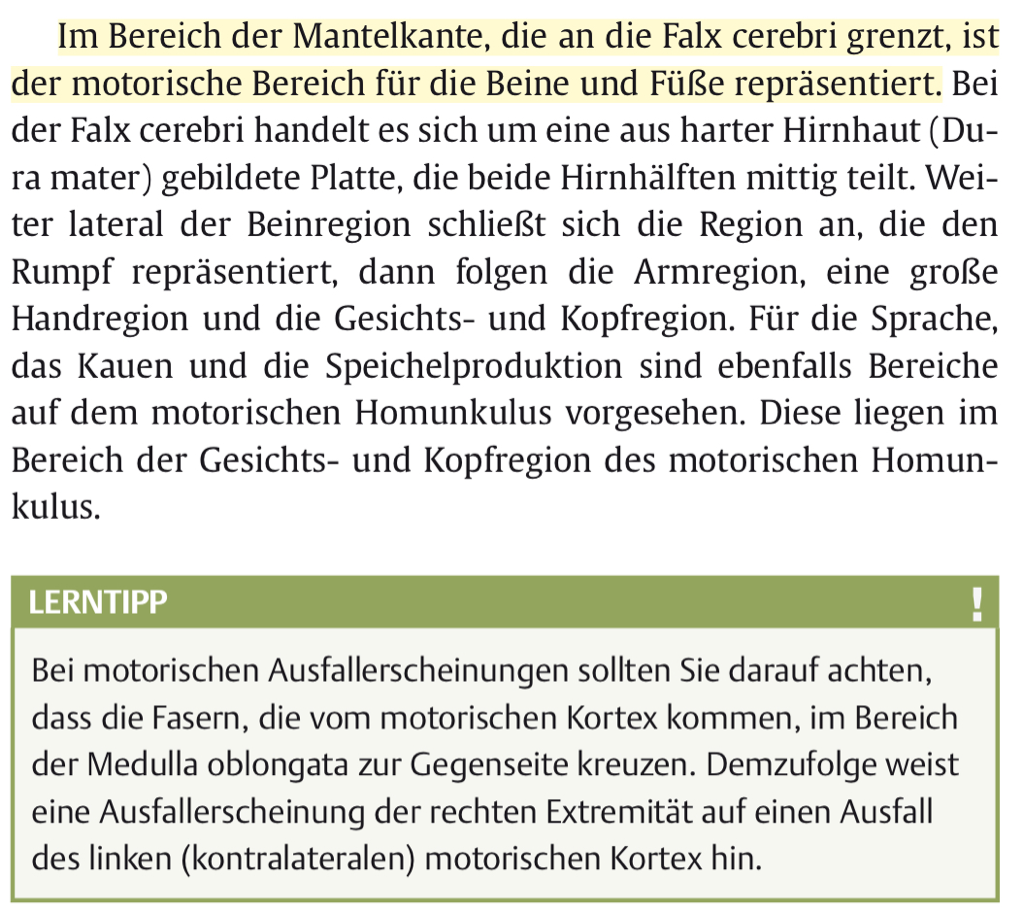 Im Bereich der Mantelkante, die an die Falx cerebri grenzt, ist
der motorische Bereich für die Beine und Füße repräsentiert. Bei
der Falx cerebri handelt es sich um eine aus harter Hirnhaut (Du-
ra mater) gebildete Platte, die beide Hirnhälften mittig teilt. Wei-
ter lateral der Beinregion schließt sich die Region an, die den
Rumpf repräsentiert, dann folgen die Armregion, eine große
Handregion und die Gesichts- und Kopfregion. Für die Sprache,
das Kauen und die Speichelproduktion sind ebenfalls Bereiche
auf dem motorischen Homunkulus vorgesehen. Diese liegen im
Bereich der Gesichts- und Kopfregion des motorischen Homun-
kulus.
LERNTIPP !
Bei motorischen Ausfallerscheinungen sollten Sie darauf achten,
dass die Fasern, die vom motorischen Kortex kommen, im Bereich
der Medulla oblongata zur Gegenseite kreuzen. Demzufolge weist
eine Ausfallerscheinung der rechten Extremität auf einen Ausfall
des linken (kontralateralen) motorischen Kortex hin.